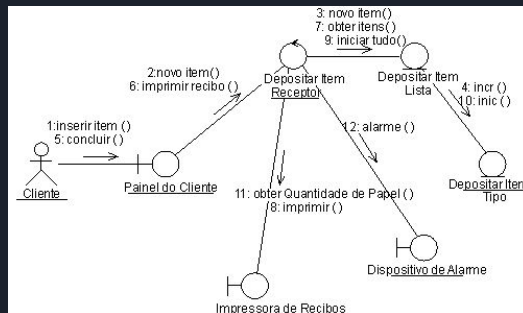 3: novo item ( )
7: obter itens( )
9: iniciar tudo( )
2:novo item()
6: imprimir recibo ( )
Depositar Item
Receptor
Depositar Item
Lista
4: incr ( )
10: inic ( )
1:inserir item ( )
5: concluir ( )
12: alarme ( )
Cliente
Painel do Cliente
Depositar Item
Tipo
11: obter Quantidade de Papel ( )
8: imprimir ( )
Dispositivo de Alarme
Impressora de Recibos